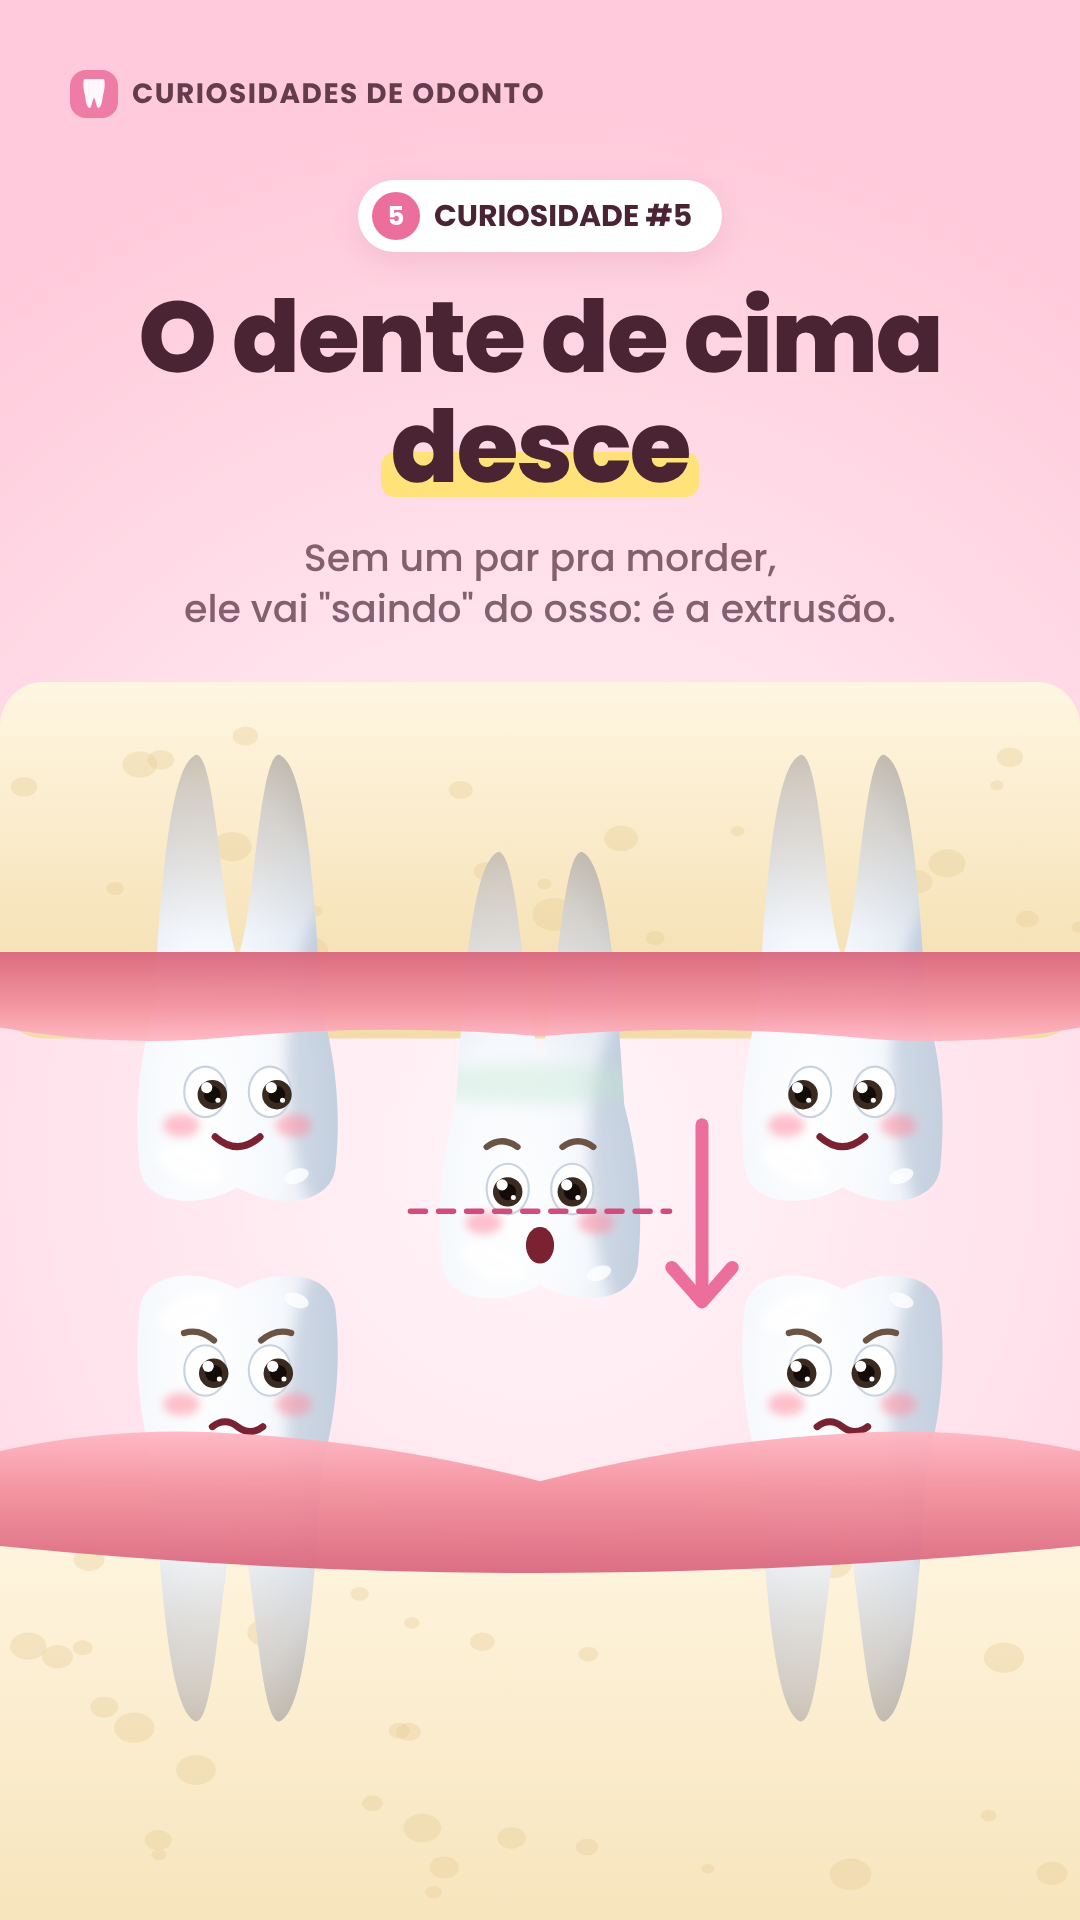 CURIOSIDADES DE ODONTO
5 CURIOSIDADE #5
O dente de cima
desce
Sem um par pra morder,
ele vai "saindo" do osso: é a extrusão.